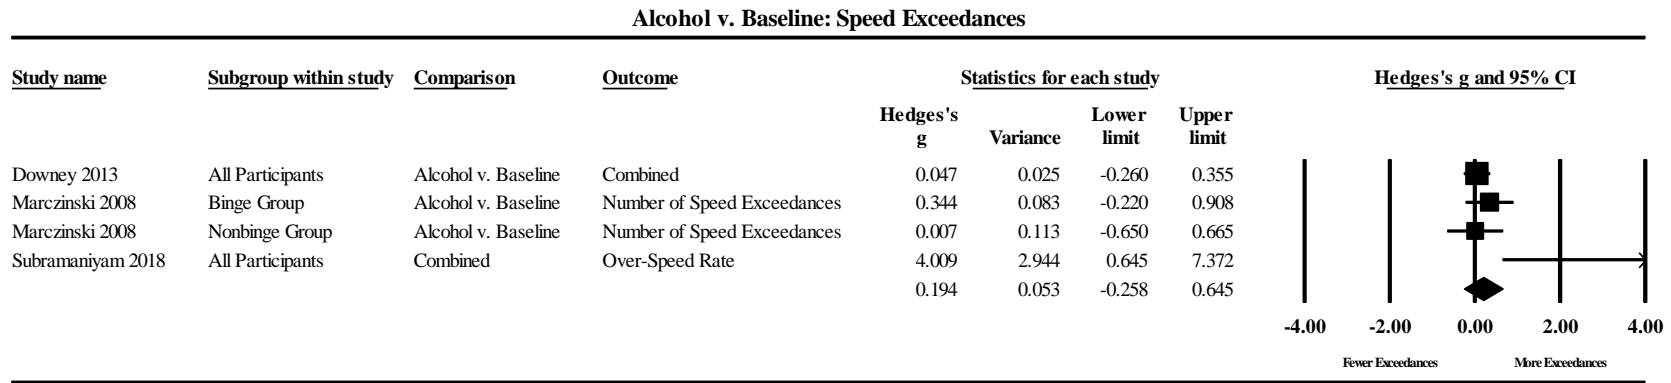 Alcohol v. Baseline: Speed Exceedances
Study name Subgroup within study Comparison Outcome Statistics for each study Hedges's g and 95% CI
Hedges's g Variance Lower limit Upper limit
Downey 2013 All Participants Alcohol v. Baseline Combined 0.047 0.025 -0.260 0.355
Marczinski 2008 Binge Group Alcohol v. Baseline Number of Speed Exceedances 0.344 0.083 -0.220 0.908
Marczinski 2008 Nonbinge Group Alcohol v. Baseline Number of Speed Exceedances 0.007 0.113 -0.650 0.665
Subramaniyam 2018 All Participants Combined Over-Speed Rate 4.009 2.944 0.645 7.372
0.194 0.053 -0.258 0.645
-4.00 -2.00 0.00 2.00 4.00
Fewer Exceedances More Exceedances